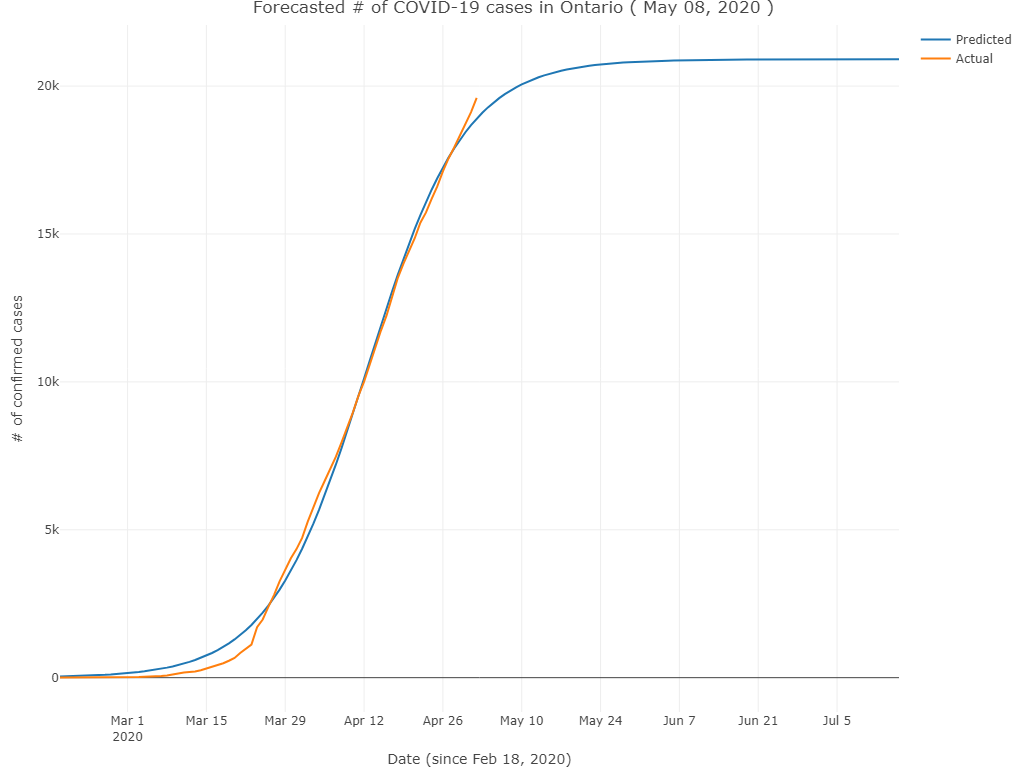 Forecasted # of COVID-19 cases in Ontario ( May 08, 2020 )
Predicted
Actual
20k
15k
10k
5k
0
# of confirmed cases
Mar 1
2020
Mar 15
Mar 29
Apr 12
Apr 26
May 10
May 24
Jun 7
Jun 21
Jul 5
Date (since Feb 18, 2020)